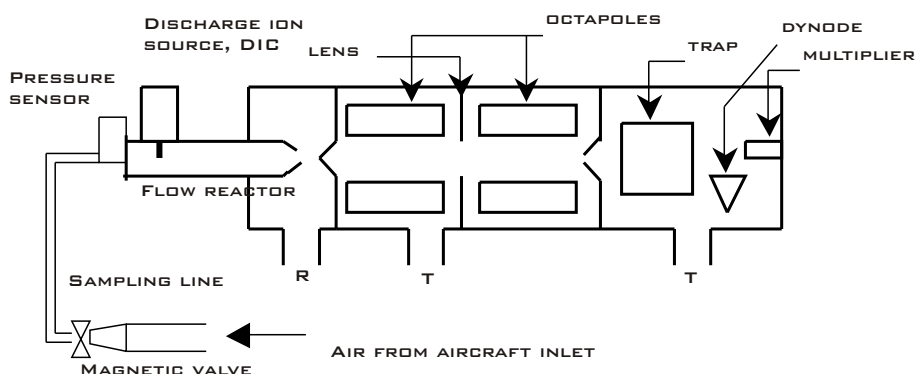 Discharge ion
source, DIC
OCTAPOLES
DYNODE
LENS
TRAP
MULTIPLIER
Pressure
sensor
Flow reactor
R
T
T
Sampling line
Air from aircraft inlet
Magnetic valve